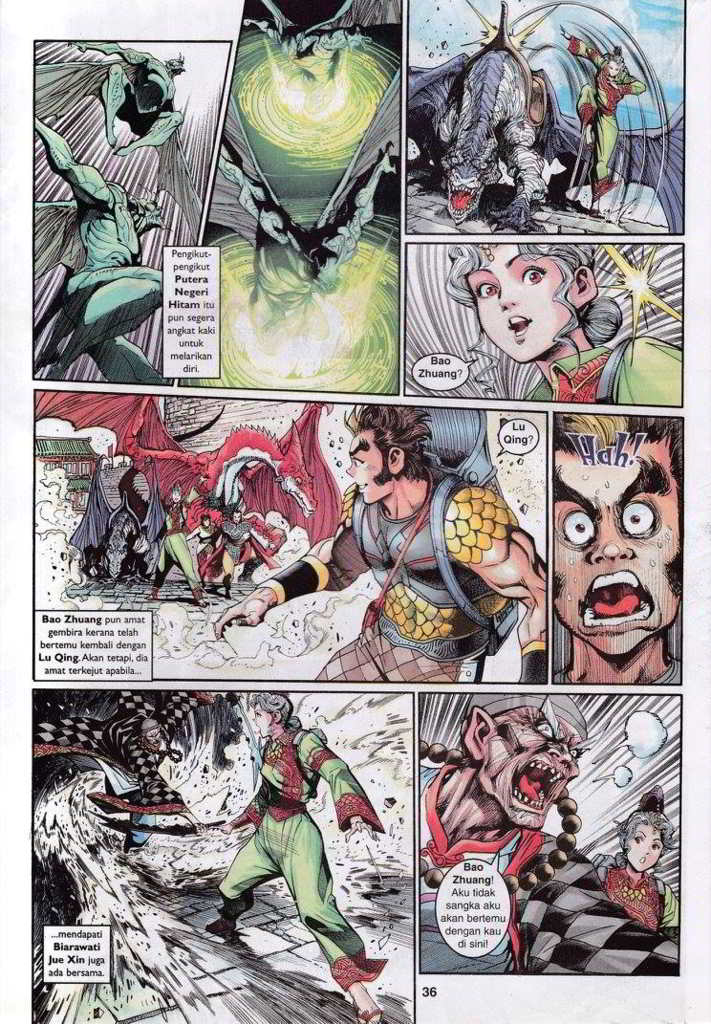 Pengikut-
pengikut
Putera
Negeri
Hitam itu
pun segera
angkat kaki
untuk
melarikan
diri.
Bao
Zhuang?
Lu
Qing?
Hah!
Bao Zhuang pun amat
gembira kerana telah
bertemu kembali dengan
Lu Qing. Akan tetapi, dia
amat terkejut apabila...
...mendapati
Biarawati
Jue Xin juga
ada bersama.
Bao
Zhuang!
Aku tidak
sangka aku
akan bertemu
dengan kau
di sini!
36